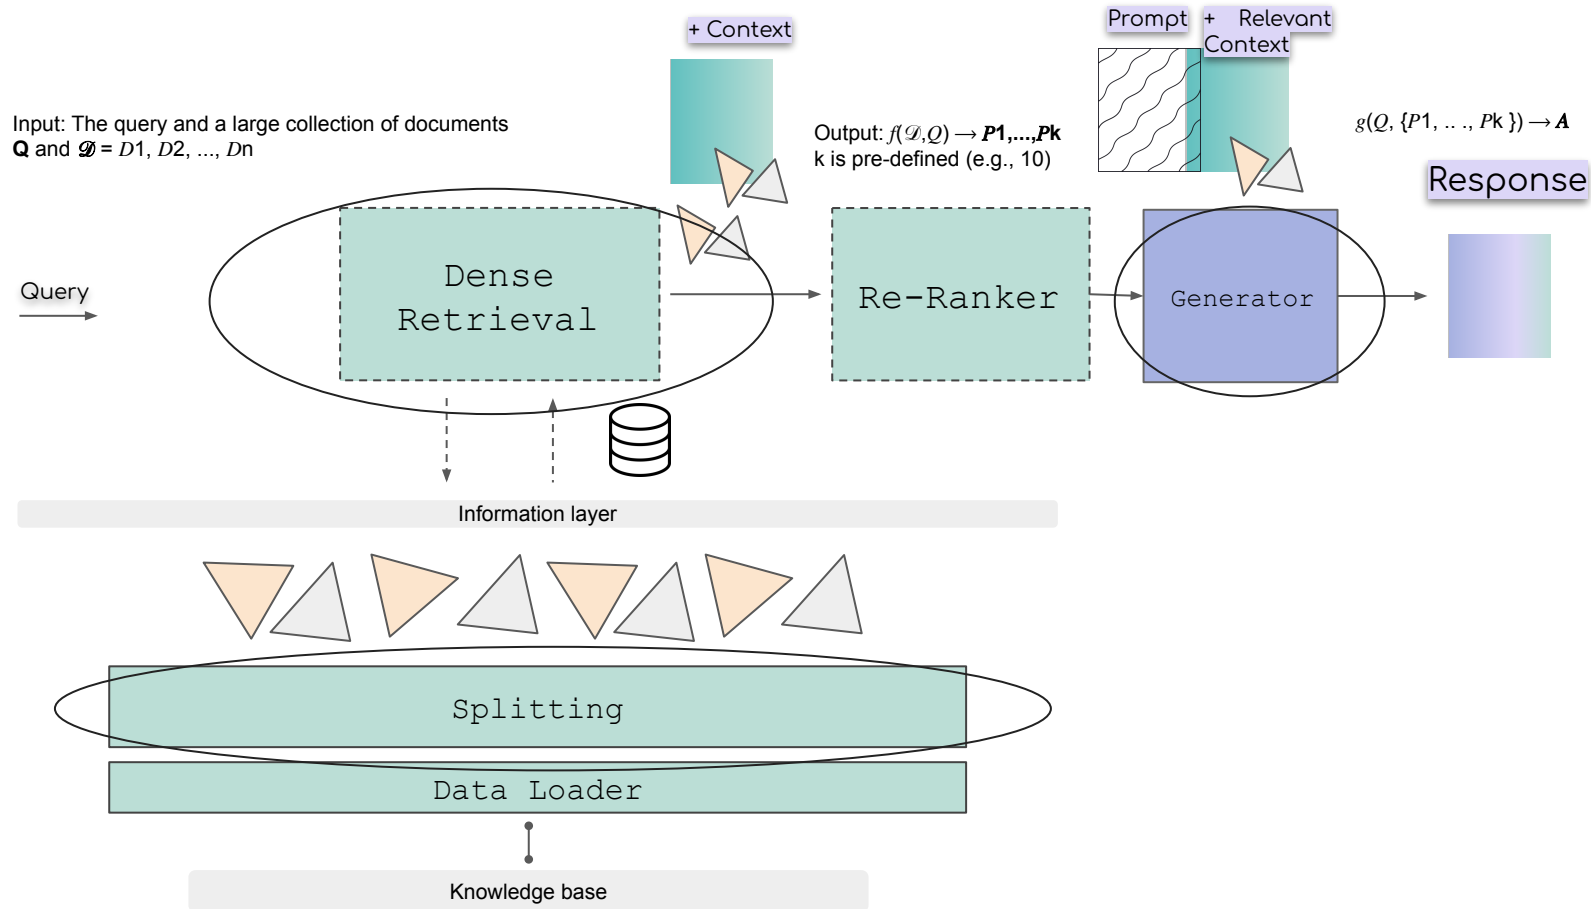 + Context
Prompt
+ Relevant
Context
Input: The query and a large collection of documents
Q and 𝒟 = D1, D2, ..., Dn
Output: f(𝒟,Q) → P1,...,Pk
k is pre-defined (e.g., 10)
g(Q, {P1, .. ., Pk }) → A
Response
Query
Dense
Retrieval
Re-Ranker
Generator
Information layer
Splitting
Data Loader
Knowledge base